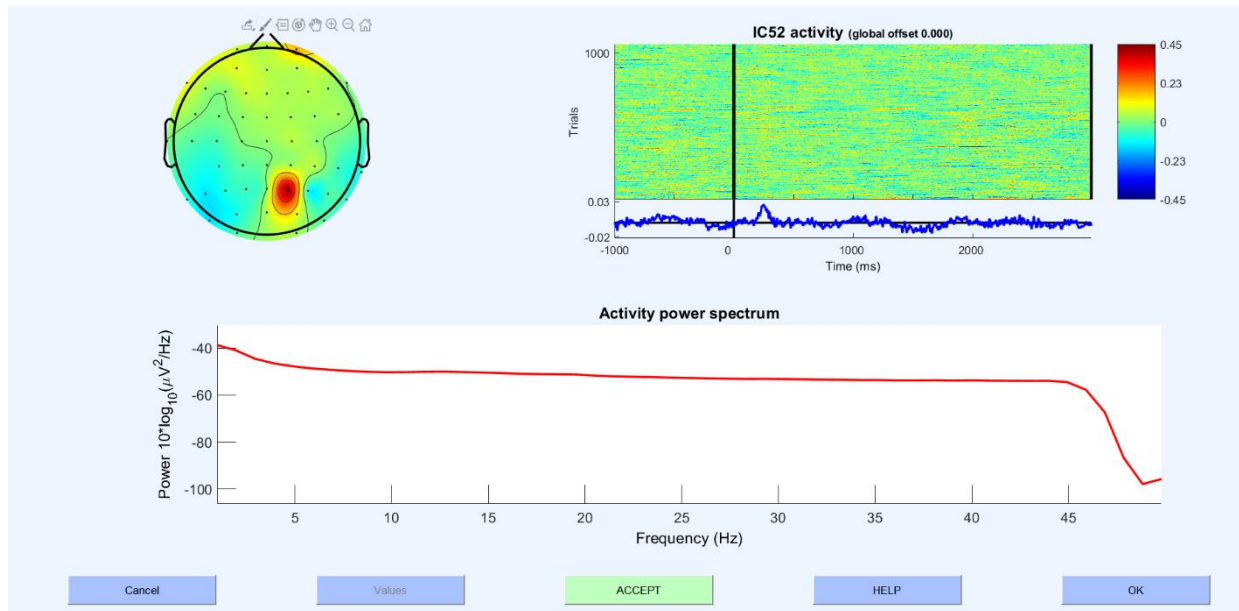 IC52 activity (global offset 0.000)
1000
Trials
0.45
0.23
0
-0.23
-0.45
0.03
-0.02
-1000
0
1000
2000
Time (ms)
Activity power spectrum
Power 10*log10(μV2/Hz)
-40
-60
-80
-100
5
10
15
20
25
30
35
40
45
Frequency (Hz)
Cancel
Values
ACCEPT
HELP
OK